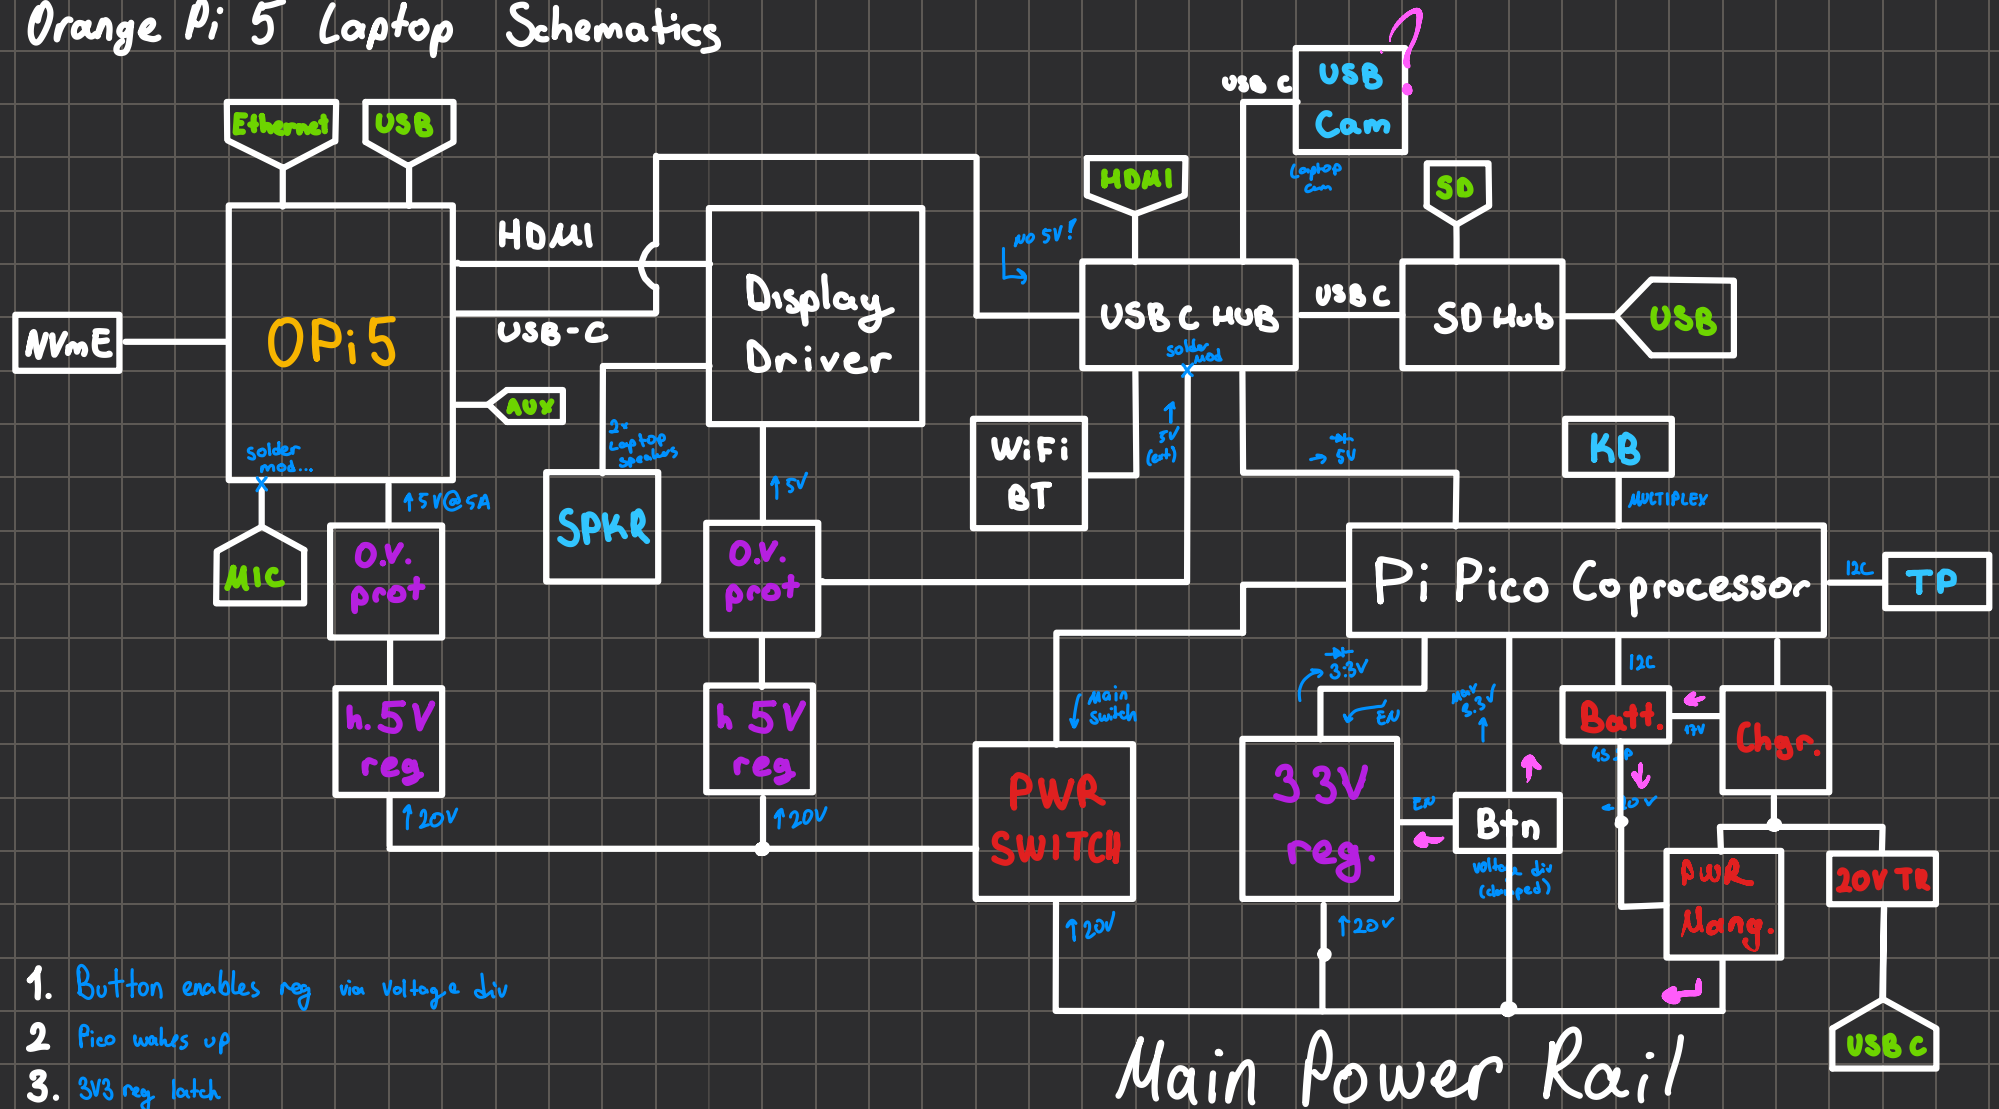 Orange Pi 5 Laptop Schematics
Ethernet
USB
HDMI
USB-C
NVmE
OPi5
AUX
Solder
mod...
MIC
↑5V@5A
O.V.
prot
h.5V
reg
↑20V
Display
Driver
2x
Laptop
speakers
SPKR
↑5V
O.V.
prot
h 5V
reg
↑20V
USB C
USB
Cam
?
Laptop
cam
HDMI
SD
NO 5V!
USB C HUB
solder
mod
USB C
SD Hub
USB
WiFi
BT
5V
(ext)
→ 5V
KB
MULTIPLEX
Pi Pico Coprocessor
I2C
TP
Main
Switch
PWR
SWITCH
↑20V
3.3V
EN
33V
reg.
↑20V
Max
3.3V
EN
Btn
Voltage div
(clamped)
I2C
Batt.
17V
Chgr.
PWR
Mang.
20V TR
USB C
Main Power Rail
1. Button enables reg via voltage div
2 Pico wakes up
3. 3V3 reg latch